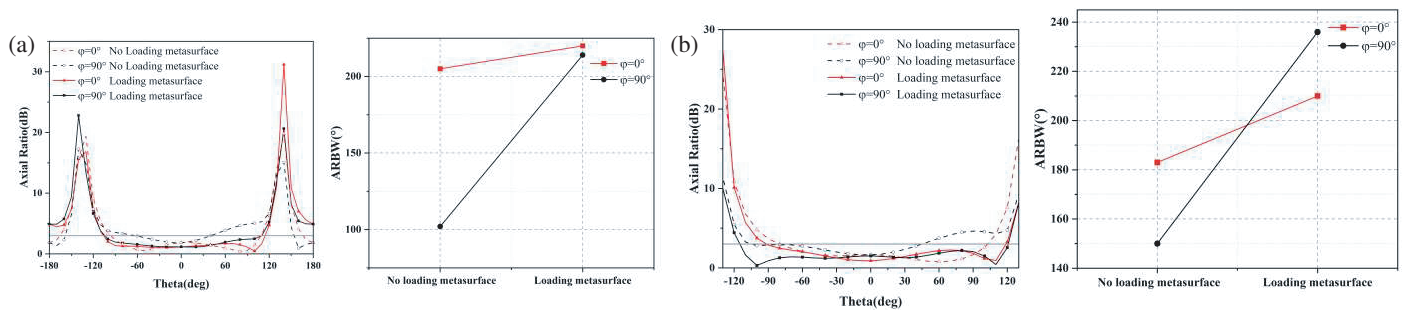 (a)
φ=0° No Loading metasurface
φ=90° No Loading metasurface
φ=0° Loading metasurface
φ=90° Loading metasurface
30
20
10
0
Axial Ratio(dB)
-180 -120 -60 0 60 120 180
Theta(deg)
φ=0°
φ=90°
200
150
100
ARBW(°)
No loading metasurface Loading metasurface
(b)
φ=0° No loading metasurface
φ=90° No loading metasurface
φ=0° Loading metasurface
φ=90° Loading metasurface
30
20
10
0
Axial Ratio(dB)
-120 -90 -60 -30 0 30 60 90 120
Theta(deg)
φ=0°
φ=90°
240
220
200
180
160
140
ARBW(°)
No loading metasurface Loading metasurface